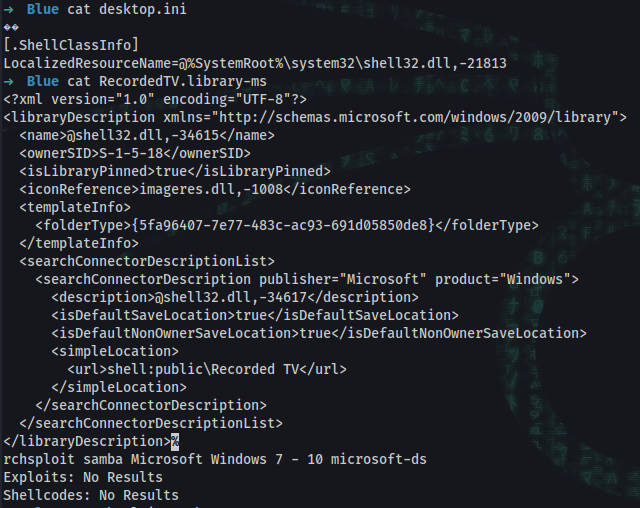 → Blue cat desktop.ini
��
[.ShellClassInfo]
LocalizedResourceName=@%SystemRoot%\system32\shell32.dll,-21813
→ Blue cat RecordedTV.library-ms
<?xml version="1.0" encoding="UTF-8"?>
<libraryDescription xmlns="http://schemas.microsoft.com/windows/2009/library">
  <name>@Shell32.dll,-34615</name>
  <ownerSID>S-1-5-18</ownerSID>
  <isLibraryPinned>true</isLibraryPinned>
  <iconReference>imageres.dll,-1008</iconReference>
  <templateInfo>
    <folderType>{5fa96407-7e77-483c-ac93-691d05850de8}</folderType>
  </templateInfo>
  <searchConnectorDescriptionList>
    <searchConnectorDescription publisher="Microsoft" product="Windows">
      <description>@shell32.dll,-34617</description>
      <isDefaultSaveLocation>true</isDefaultSaveLocation>
      <isDefaultNonOwnerSaveLocation>true</isDefaultNonOwnerSaveLocation>
      <simpleLocation>
        <url>shell:public\Recorded TV</url>
      </simpleLocation>
    </searchConnectorDescription>
  </searchConnectorDescriptionList>
</libraryDescription>%
rchsploit samba Microsoft Windows 7 - 10 microsoft-ds
Exploits: No Results
Shellcodes: No Results